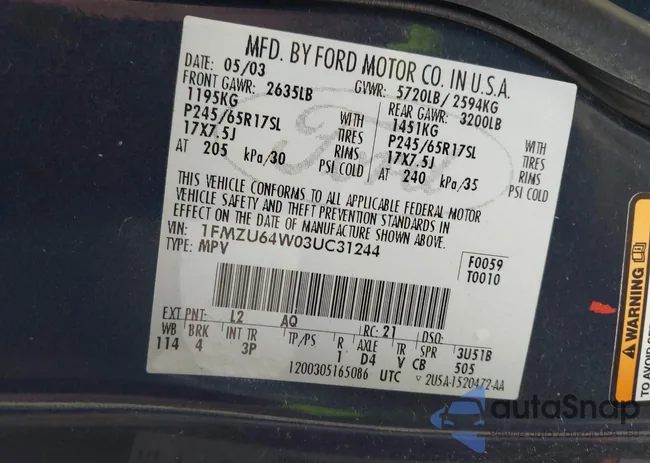 MFD. BY FORD MOTOR CO. IN U.S.A.
DATE: 05/03 GVWR: 5720LB/ 2594KG
FRONT GAWR: 2635LB REAR GAWR: 3200LB
1195KG WITH 1451KG WITH
P245/65R17SL TIRES P245/65R17SL TIRES
17X7.5J RIMS 17X7.5J RIMS
AT 205 kPa/30 PSI COLD AT 240 kPa/35 PSI COLD
Ford
THIS VEHICLE CONFORMS TO ALL APPLICABLE FEDERAL MOTOR
VEHICLE SAFETY AND THEFT PREVENTION STANDARDS IN
EFFECT ON THE DATE OF MANUFACTURE SHOWN ABOVE.
VIN: 1FMZU64W03UC31244
TYPE: MPV
F0059
T0010
EXT PNT: L2 AQ RC: 21 DSO:
WB BRK INT TR TP/PS R AXLE TR SPR 3U51B
114 4 3P 1 D4 V CB 505
1200305165086 UTC 2U5A-1520472-AA
WARNING
TO AVOID SER
autoSnap